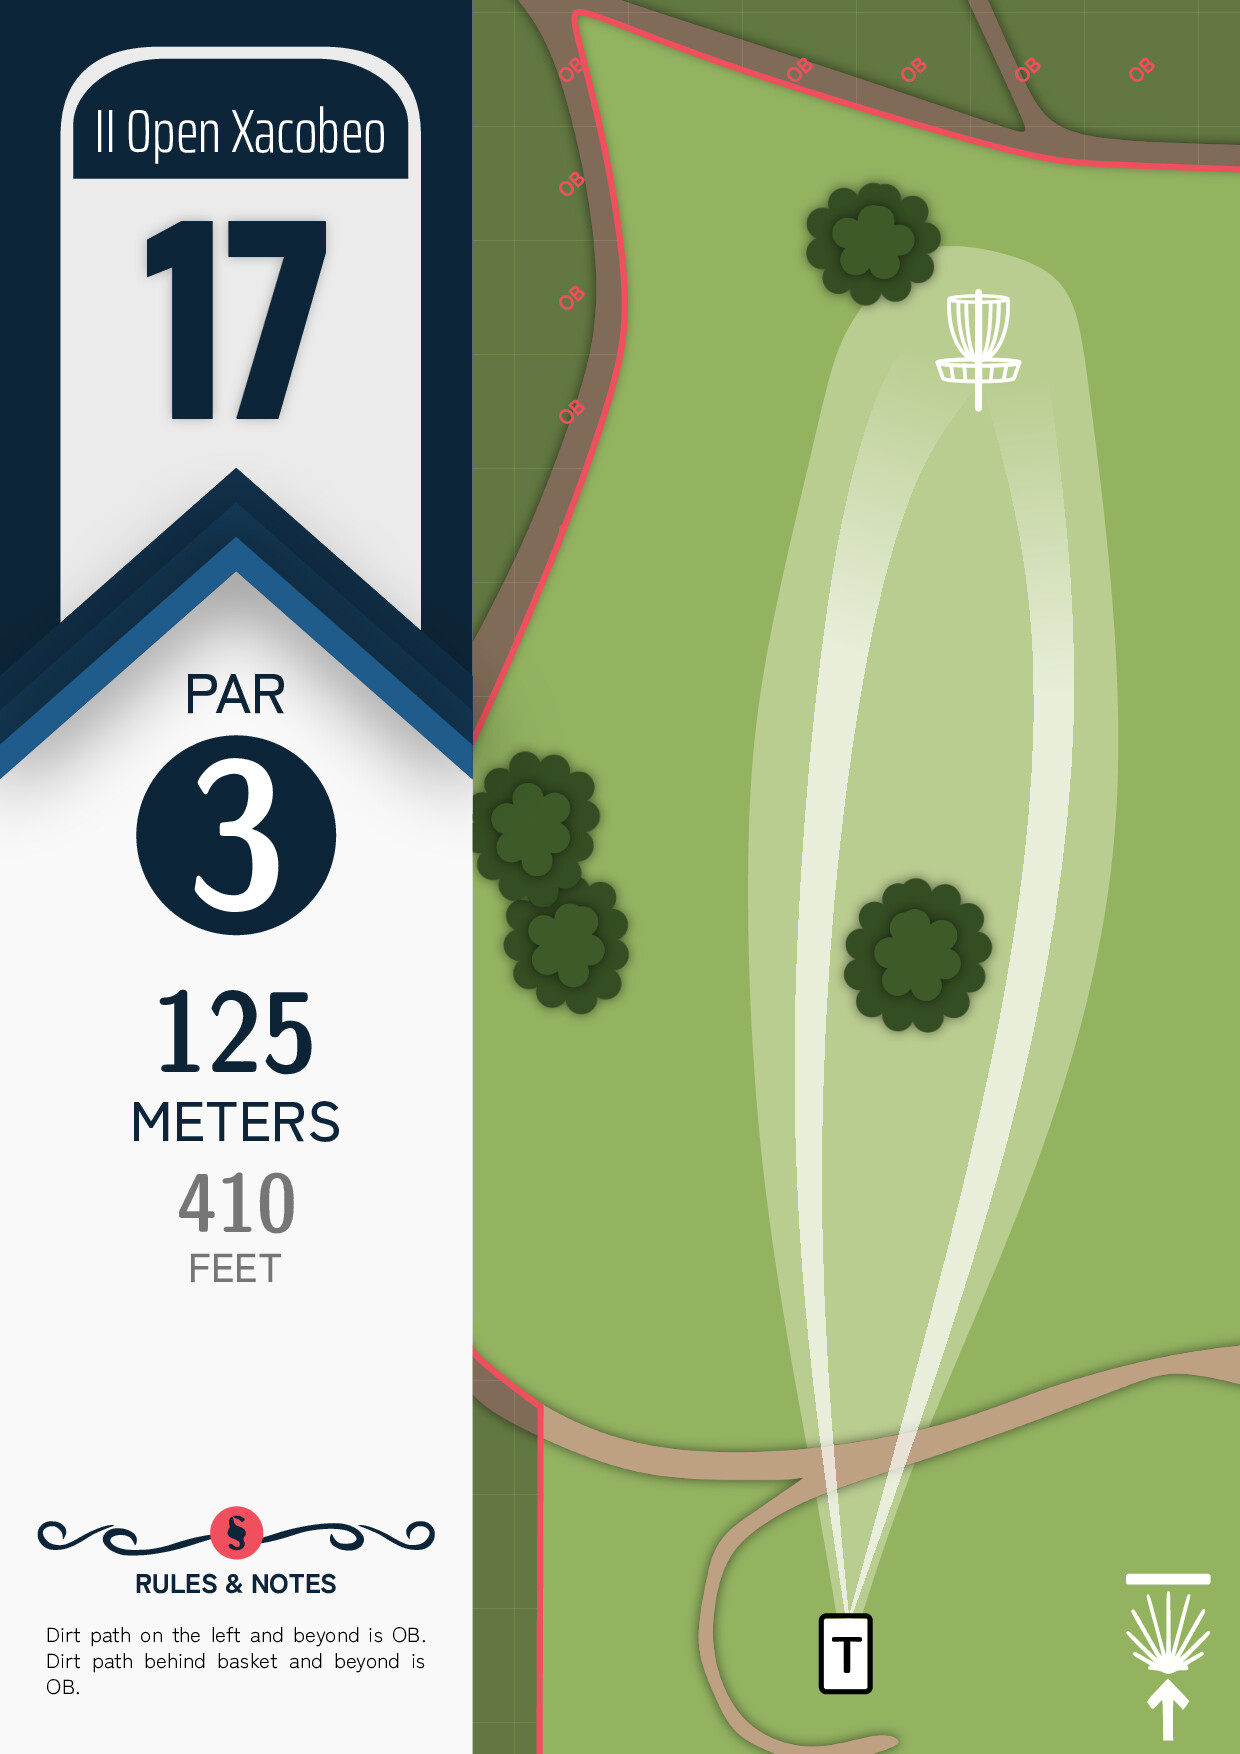 II Open Xacobeo
17
PAR
3
125
METERS
410
FEET
§
RULES & NOTES
Dirt path on the left and beyond is OB.
Dirt path behind basket and beyond is
OB.
OB
OB
OB
OB
OB
OB
OB
OB
T